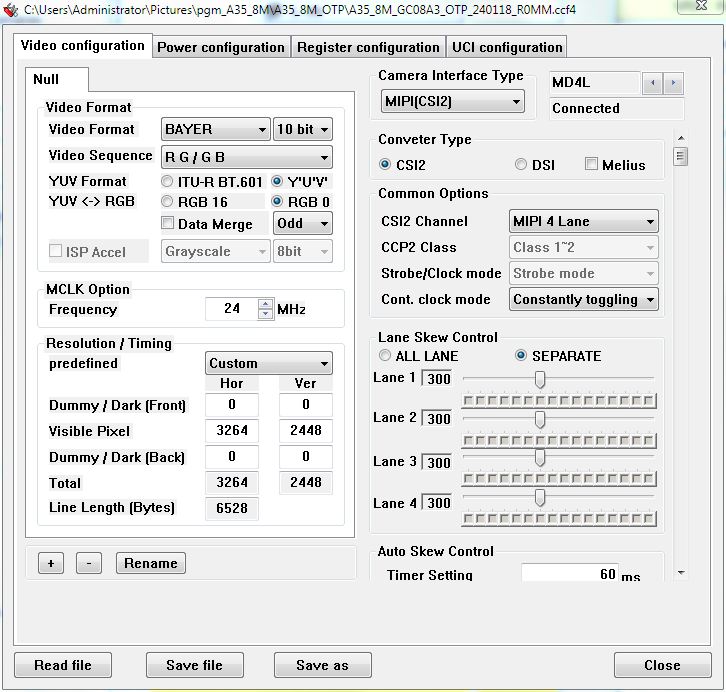 C:\Users\Administrator\Pictures\pgm_A35_8M\A35_8M_OTP\A35_8M_GC08A3_OTP_240118_R0MM.ccf4
Video configuration Power configuration Register configuration UCI configuration
Null
Video Format
Video Format BAYER 10 bit
Video Sequence R G / G B
YUV Format ITU-R BT.601 Y'U'V'
YUV <-> RGB RGB 16 RGB 0
Data Merge Odd
ISP Accel Grayscale 8bit
MCLK Option
Frequency 24 MHz
Resolution / Timing
predefined Custom
Hor Ver
Dummy / Dark (Front) 0 0
Visible Pixel 3264 2448
Dummy / Dark (Back) 0 0
Total 3264 2448
Line Length (Bytes) 6528
+ - Rename
Camera Interface Type
MIPI(CSI2)
MD4L
Connected
Conveter Type
CSI2 DSI Melius
Common Options
CSI2 Channel MIPI 4 Lane
CCP2 Class Class 1~2
Strobe/Clock mode Strobe mode
Cont. clock mode Constantly toggling
Lane Skew Control
ALL LANE SEPARATE
Lane 1 300
Lane 2 300
Lane 3 300
Lane 4 300
Auto Skew Control
Timer Setting 60 ms
Read file Save file Save as Close